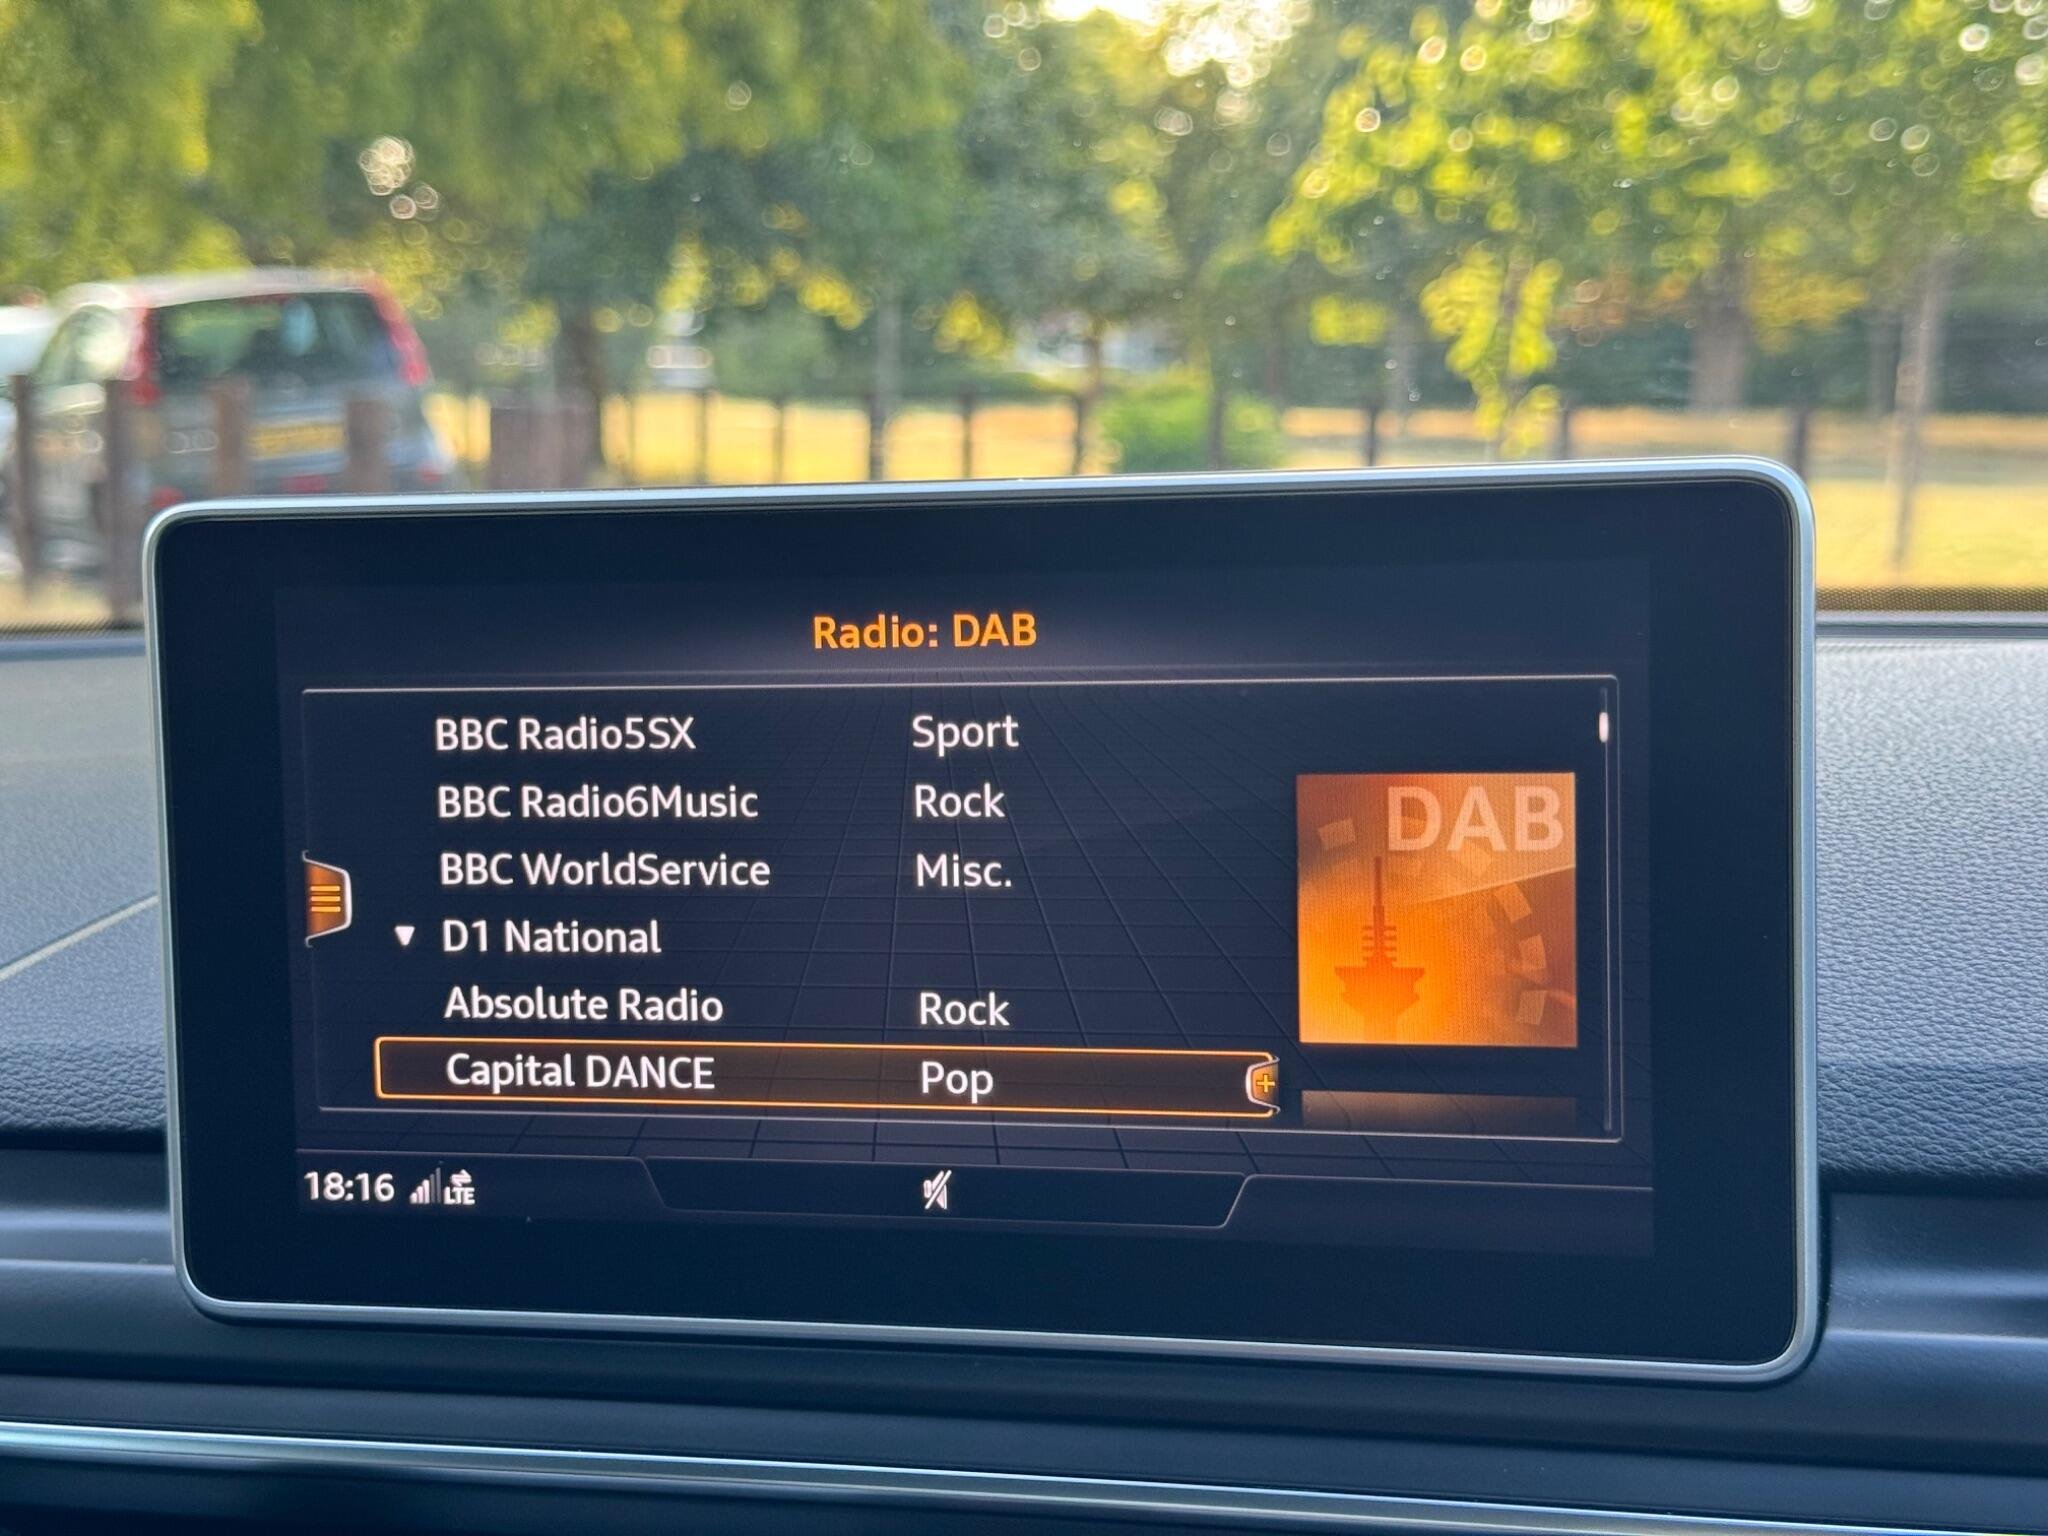 Radio: DAB
BBC Radio5SX Sport
BBC Radio6Music Rock
BBC WorldService Misc.
D1 National
Absolute Radio Rock
Capital DANCE Pop
DAB
18:16 LTE